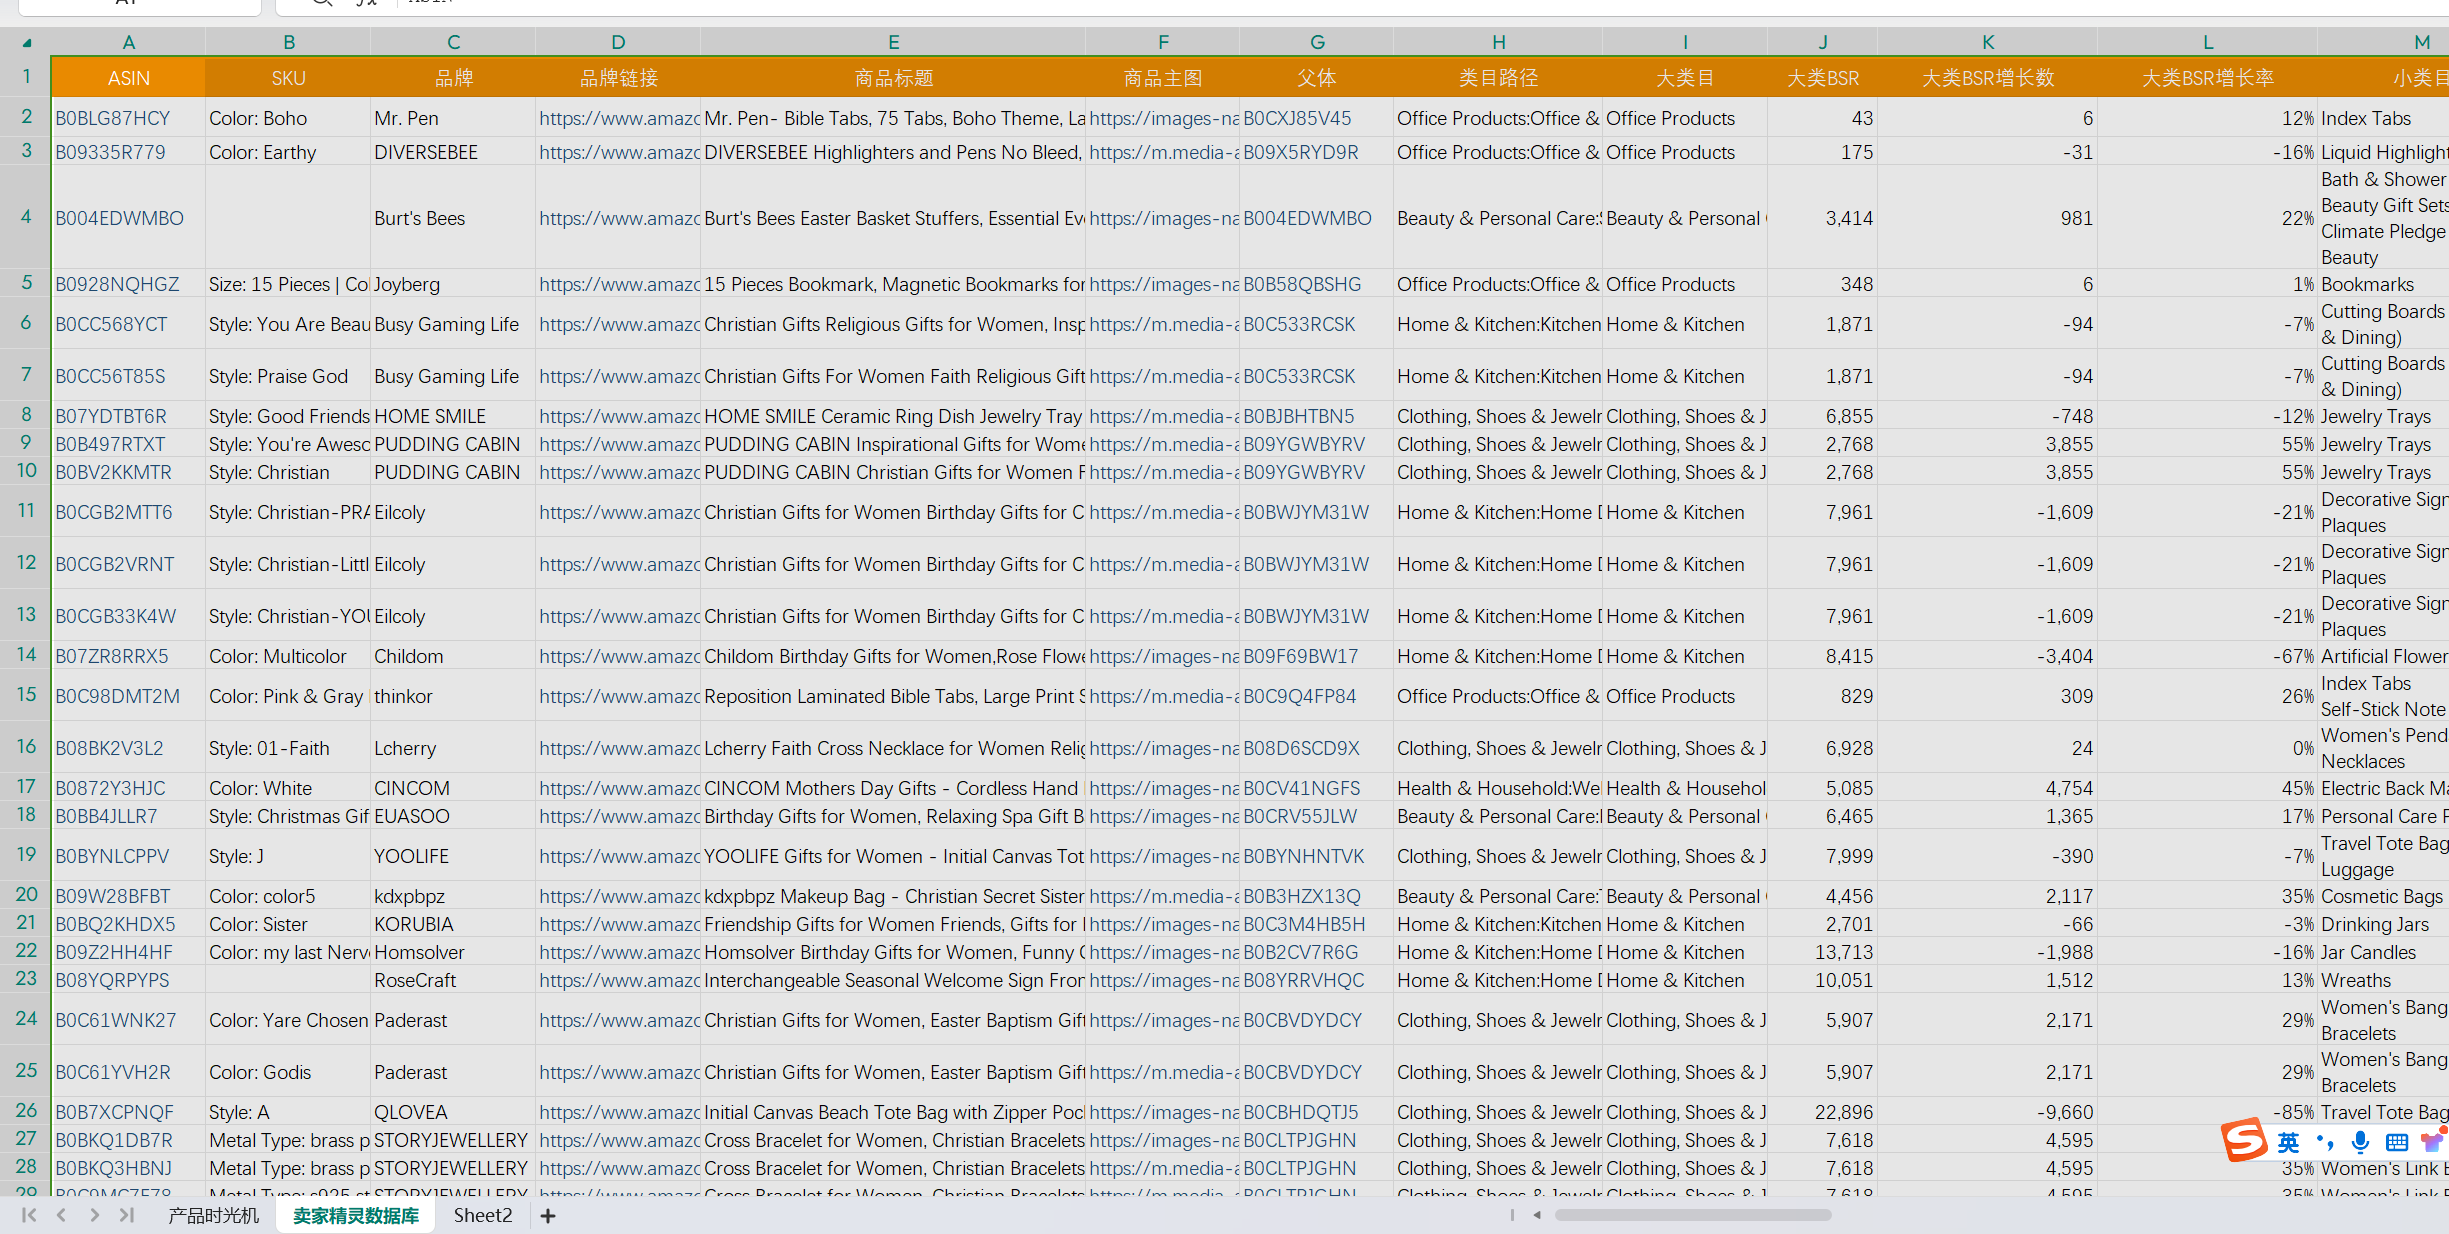 A B C D E F G H I J K L M
1 ASIN SKU 品牌 品牌链接 商品标题 商品主图 父体 类目路径 大类目 大类BSR 大类BSR增长数 大类BSR增长率 小类目
2 B0BLG87HCY Color: Boho Mr. Pen https://www.amazo Mr. Pen- Bible Tabs, 75 Tabs, Boho Theme, La https://images-na B0CXJ85V45 Office Products:Office & Office Products 43 6 12% Index Tabs
3 B09335R779 Color: Earthy DIVERSEBEE https://www.amazo DIVERSEBEE Highlighters and Pens No Bleed, https://m.media-a B09X5RYD9R Office Products:Office & Office Products 175 -31 -16% Liquid Highlight
4 B004EDWMBO Burt's Bees https://www.amazo Burt's Bees Easter Basket Stuffers, Essential Eve https://images-na B004EDWMBO Beauty & Personal Care: Beauty & Personal 3,414 981 22% Bath & Shower
Beauty Gift Sets
Climate Pledge
Beauty
5 B0928NQHGZ Size: 15 Pieces | Co Joyberg https://www.amazo 15 Pieces Bookmark, Magnetic Bookmarks for https://images-na B0B58QBSHG Office Products:Office & Office Products 348 6 1% Bookmarks
6 B0CC568YCT Style: You Are Beau Busy Gaming Life https://www.amazo Christian Gifts Religious Gifts for Women, Insp https://m.media-a B0C533RCSK Home & Kitchen:Kitchen Home & Kitchen 1,871 -94 -7% Cutting Boards
& Dining)
7 B0CC56T85S Style: Praise God Busy Gaming Life https://www.amazo Christian Gifts For Women Faith Religious Gift https://m.media-a B0C533RCSK Home & Kitchen:Kitchen Home & Kitchen 1,871 -94 -7% Cutting Boards
& Dining)
8 B07YDTBT6R Style: Good Friends HOME SMILE https://www.amazo HOME SMILE Ceramic Ring Dish Jewelry Tray https://m.media-a B0BJBHTBN5 Clothing, Shoes & Jewelr Clothing, Shoes & J 6,855 -748 -12% Jewelry Trays
9 B0B497RTXT Style: You're Aweso PUDDING CABIN https://www.amazo PUDDING CABIN Inspirational Gifts for Wome https://m.media-a B09YGWBYRV Clothing, Shoes & Jewelr Clothing, Shoes & J 2,768 3,855 55% Jewelry Trays
10 B0BV2KKMTR Style: Christian PUDDING CABIN https://www.amazo PUDDING CABIN Christian Gifts for Women F https://m.media-a B09YGWBYRV Clothing, Shoes & Jewelr Clothing, Shoes & J 2,768 3,855 55% Jewelry Trays
11 B0CGB2MTT6 Style: Christian-PRA Eilcoly https://www.amazo Christian Gifts for Women Birthday Gifts for C https://m.media-a B0BWJYM31W Home & Kitchen:Home D Home & Kitchen 7,961 -1,609 -21% Decorative Sign
Plaques
12 B0CGB2VRNT Style: Christian-Littl Eilcoly https://www.amazo Christian Gifts for Women Birthday Gifts for C https://m.media-a B0BWJYM31W Home & Kitchen:Home D Home & Kitchen 7,961 -1,609 -21% Decorative Sign
Plaques
13 B0CGB33K4W Style: Christian-YOU Eilcoly https://www.amazo Christian Gifts for Women Birthday Gifts for C https://m.media-a B0BWJYM31W Home & Kitchen:Home D Home & Kitchen 7,961 -1,609 -21% Decorative Sign
Plaques
14 B07ZR8RRX5 Color: Multicolor Childom https://www.amazo Childom Birthday Gifts for Women,Rose Flowe https://images-na B09F69BW17 Home & Kitchen:Home D Home & Kitchen 8,415 -3,404 -67% Artificial Flower
15 B0C98DMT2M Color: Pink & Gray thinkor https://www.amazo Reposition Laminated Bible Tabs, Large Print S https://m.media-a B0C9Q4FP84 Office Products:Office & Office Products 829 309 26% Index Tabs
Self-Stick Note
16 B08BK2V3L2 Style: 01-Faith Lcherry https://www.amazo Lcherry Faith Cross Necklace for Women Relig https://images-na B08D6SCD9X Clothing, Shoes & Jewelr Clothing, Shoes & J 6,928 24 0% Women's Pend
Necklaces
17 B0872Y3HJC Color: White CINCOM https://www.amazo CINCOM Mothers Day Gifts - Cordless Hand https://images-na B0CV41NGFS Health & Household:We Health & Househol 5,085 4,754 45% Electric Back Ma
18 B0BB4JLLR7 Style: Christmas Gif EUASOO https://www.amazo Birthday Gifts for Women, Relaxing Spa Gift B https://images-na B0CRV55JLW Beauty & Personal Care: Beauty & Personal 6,465 1,365 17% Personal Care P
19 B0BYNLCPPV Style: J YOOLIFE https://www.amazo YOOLIFE Gifts for Women - Initial Canvas Tot https://images-na B0BYNHNTVK Clothing, Shoes & Jewelr Clothing, Shoes & J 7,999 -390 -7% Travel Tote Bag
Luggage
20 B09W28BFBT Color: color5 kdxpbpz https://www.amazo kdxpbpz Makeup Bag - Christian Secret Sister https://m.media-a B0B3HZX13Q Beauty & Personal Care: Beauty & Personal 4,456 2,117 35% Cosmetic Bags
21 B0BQ2KHDX5 Color: Sister KORUBIA https://www.amazo Friendship Gifts for Women Friends, Gifts for https://images-na B0C3M4HB5H Home & Kitchen:Kitchen Home & Kitchen 2,701 -66 -3% Drinking Jars
22 B09Z2HH4HF Color: my last Nerv Homsolver https://www.amazo Homsolver Birthday Gifts for Women, Funny https://images-na B0B2CV7R6G Home & Kitchen:Home D Home & Kitchen 13,713 -1,988 -16% Jar Candles
23 B08YQRPYPS RoseCraft https://www.amazo Interchangeable Seasonal Welcome Sign Fron https://images-na B08YRRVHQC Home & Kitchen:Home D Home & Kitchen 10,051 1,512 13% Wreaths
24 B0C61WNK27 Color: Yare Chosen Paderast https://www.amazo Christian Gifts for Women, Easter Baptism Gift https://images-na B0CBVDYDCY Clothing, Shoes & Jewelr Clothing, Shoes & J 5,907 2,171 29% Women's Bang
Bracelets
25 B0C61YVH2R Color: Godis Paderast https://www.amazo Christian Gifts for Women, Easter Baptism Gift https://m.media-a B0CBVDYDCY Clothing, Shoes & Jewelr Clothing, Shoes & J 5,907 2,171 29% Women's Bang
Bracelets
26 B0B7XCPNQF Style: A QLOVEA https://www.amazo Initial Canvas Beach Tote Bag with Zipper Poc https://images-na B0CBHDQTJ5 Clothing, Shoes & Jewelr Clothing, Shoes & J 22,896 -9,660 -85% Travel Tote Bag
27 B0BKQ1DB7R Metal Type: brass p STORYJEWELLERY https://www.amazo Cross Bracelet for Women, Christian Bracelets https://images-na B0CLTPJGHN Clothing, Shoes & Jewelr Clothing, Shoes & J 7,618 4,595
28 B0BKQ3HBNJ Metal Type: brass p STORYJEWELLERY https://www.amazo Cross Bracelet for Women, Christian Bracelets https://m.media-a B0CLTPJGHN Clothing, Shoes & Jewelr Clothing, Shoes & J 7,618 4,595 35% Women's Link
英
产品时光机 卖家精灵数据库 Sheet2